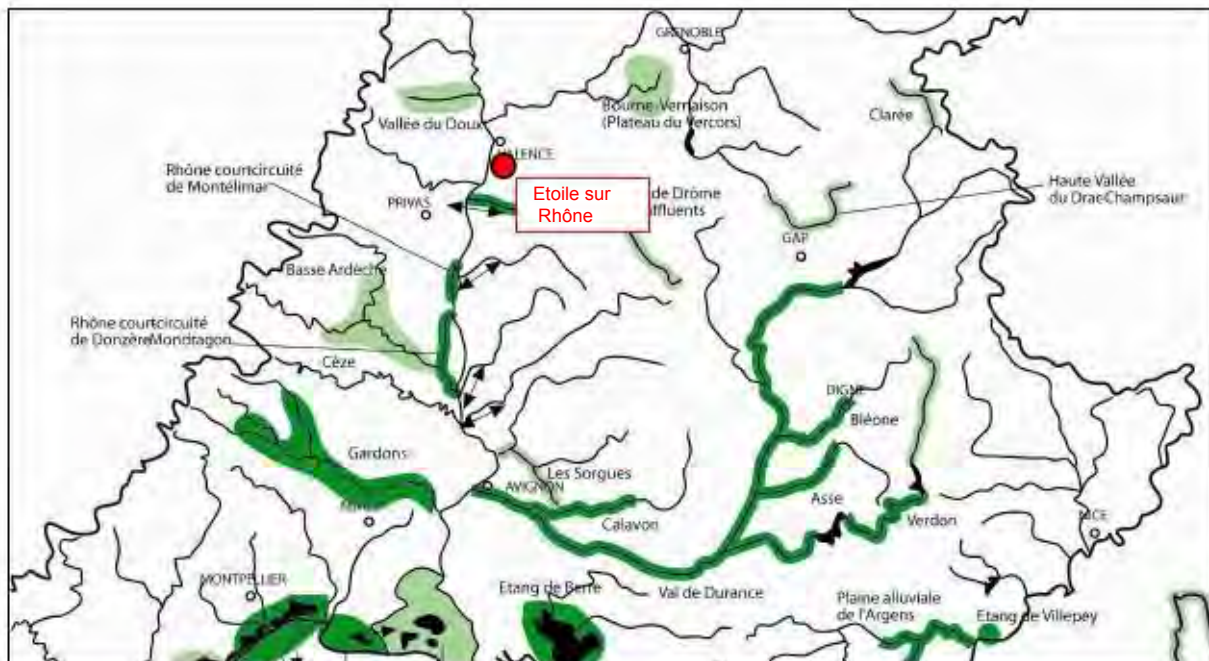 GRENOBLE
Bourne-Vernaison
(Plateau du Vercors)
Clarée
Vallée du Doux
VALENCE
Rhône courtcircuité
de Montélimar
PRIVAS
Etoile sur
Rhône
de Drôme
affluents
Haute Vallée
du DracChampsaur
GAP
Basse Ardèche
Rhône courtcircuité
de DonzèreMondragon
Cèze
DIGNE
Bléone
Gardons
Les Sorgues
AVIGNON
Calavon
Asse
Verdon
NICE
MONTPELLIER
Etang de Berre
Val de Durance
Plaine alluviale
de l'Argens
Etang de Villepey